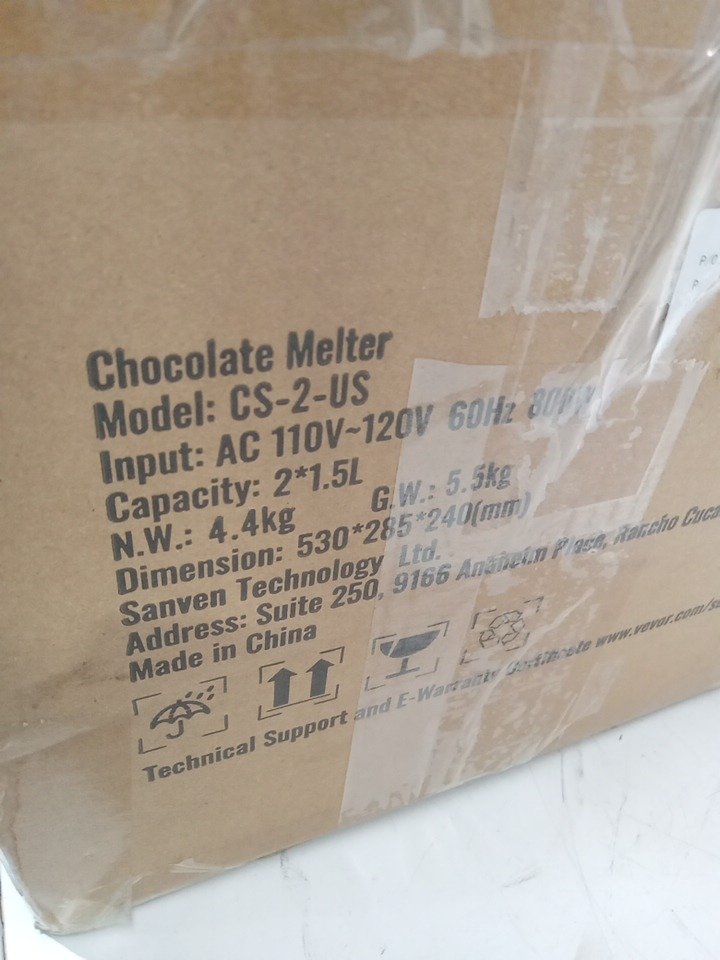 Chocolate Melter
Model: CS-2-US
Input: AC 110V~120V 60Hz
Capacity: 2*1.5L
N.W.: 4.4kg G.W.: 5.5kg
Dimension: 530*285*240(mm)
Sanven Technology Ltd.
Address: Suite 250, 9166 Anaheim Place, Rancho Cuca
Made in China
Technical Support and E-Warranty Certificate www.vevor.com/su
P/O
P.